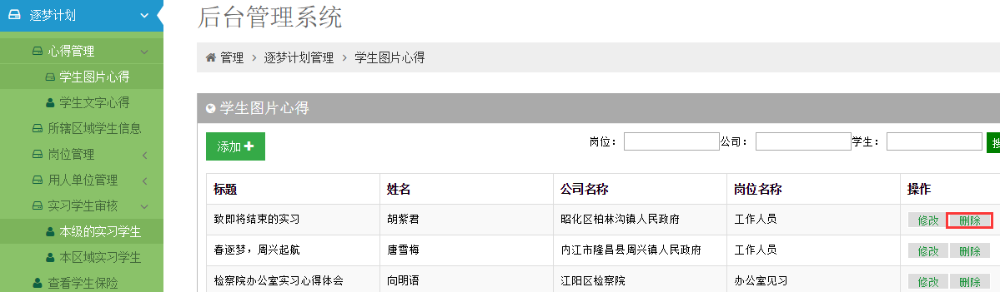 逐梦计划
心得管理
学生图片心得
学生文字心得
所辖区域学生信息
岗位管理
用人单位管理
实习学生审核
本级的实习学生
本区域实习学生
查看学生保险
后台管理系统
管理 > 逐梦计划管理 > 学生图片心得
学生图片心得
添加 岗位: 公司: 学生: 搜
标题 姓名 公司名称 岗位名称 操作
致即将结束的实习 胡紫君 昭化区柏林沟镇人民政府 工作人员 修改 删除
春逐梦，周兴起航 唐雪梅 内江市隆昌县周兴镇人民政府 工作人员 修改 删除
检察院办公室实习心得体会 向明语 江阳区检察院 办公室见习 修改 删除